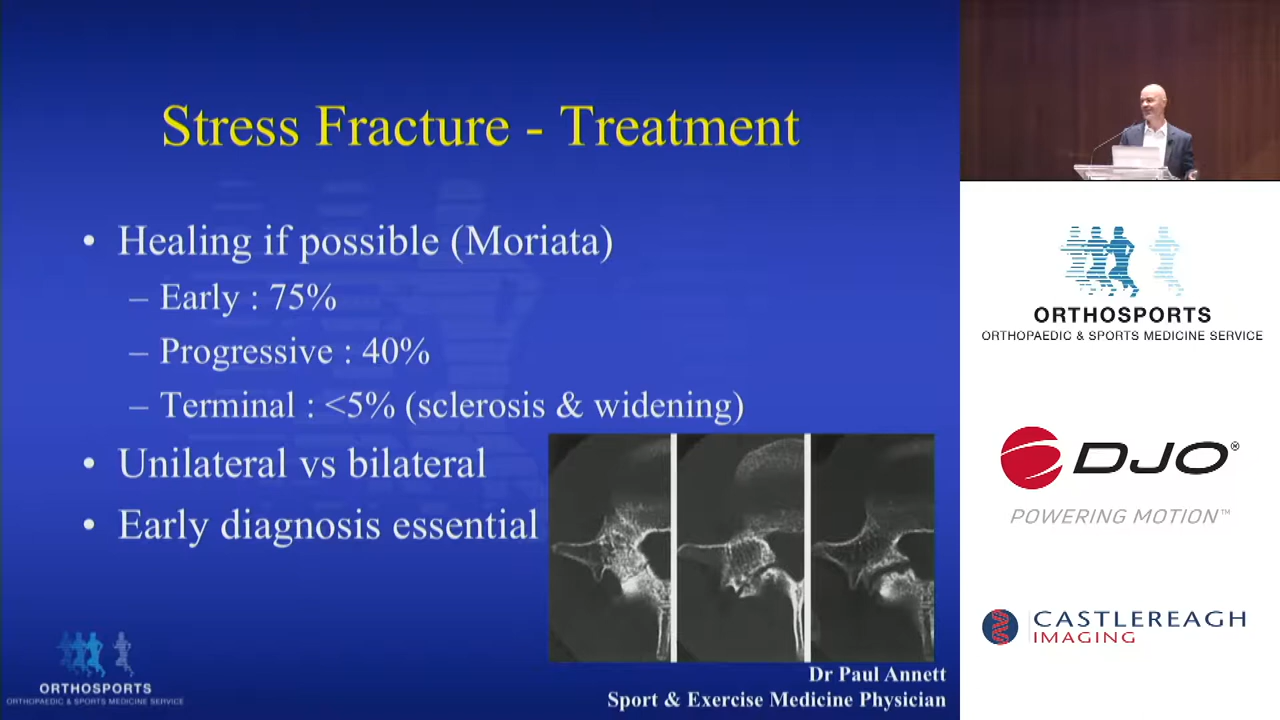 Stress Fracture - Treatment
• Healing if possible (Moriata)
– Early : 75%
– Progressive : 40%
– Terminal : <5% (sclerosis & widening)
• Unilateral vs bilateral
• Early diagnosis essential
Dr Paul Annett
Sport & Exercise Medicine Physician
ORTHOSPORTS
ORTHOPAEDIC & SPORTS MEDICINE SERVICE
ORTHOSPORTS
ORTHOPAEDIC & SPORTS MEDICINE SERVICE
DJO®
POWERING MOTION™
CASTLEREAGH
IMAGING